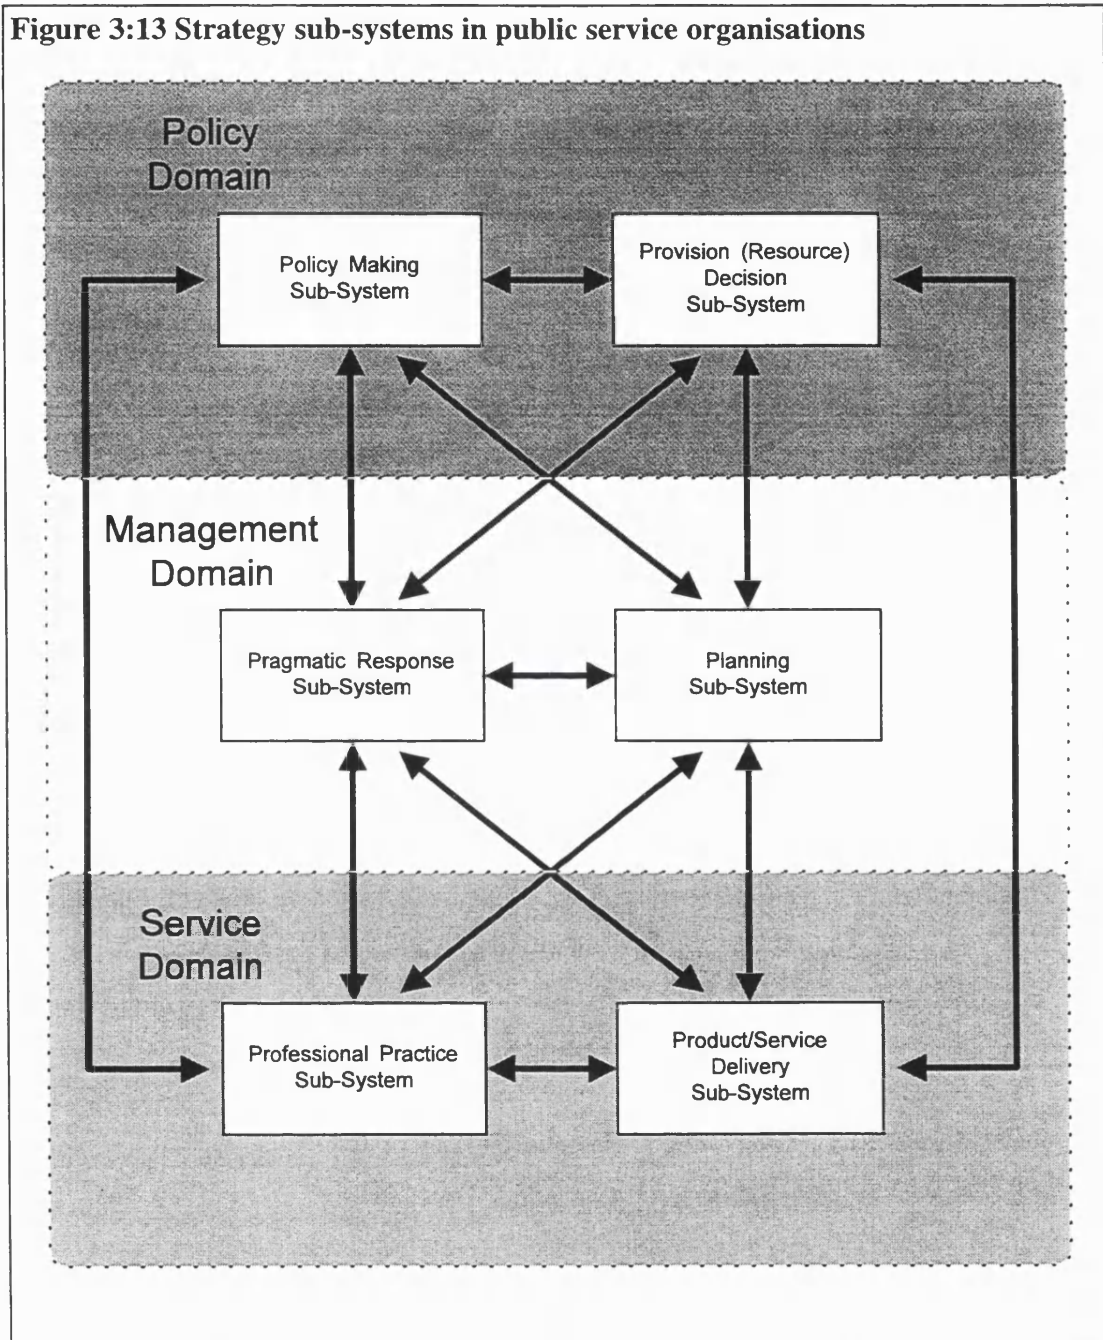 Figure 3:13 Strategy sub-systems in public service organisations
Policy
Domain
Policy Making
Sub-System
Provision (Resource)
Decision
Sub-System
Management
Domain
Pragmatic Response
Sub-System
Planning
Sub-System
Service
Domain
Professional Practice
Sub-System
Product/Service
Delivery
Sub-System